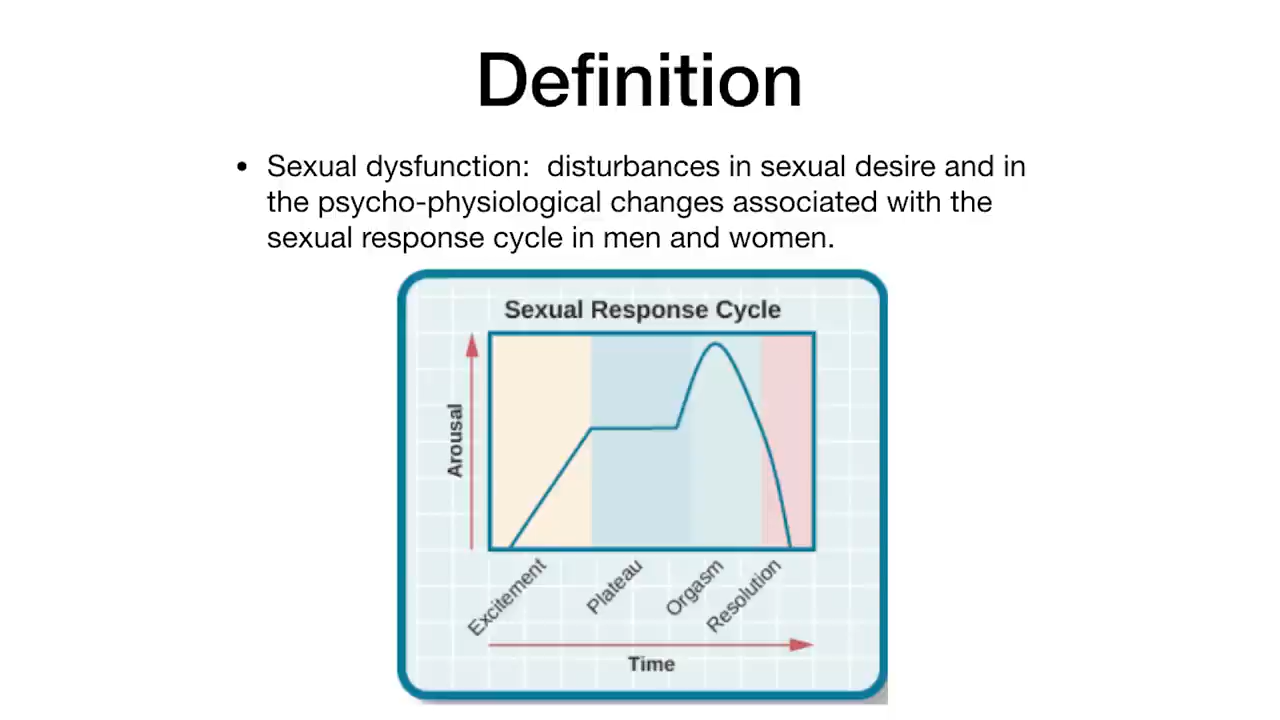 Definition
• Sexual dysfunction:  disturbances in sexual desire and in
the psycho-physiological changes associated with the
sexual response cycle in men and women.
Sexual Response Cycle
Arousal
Excitement
Plateau
Orgasm
Resolution
Time